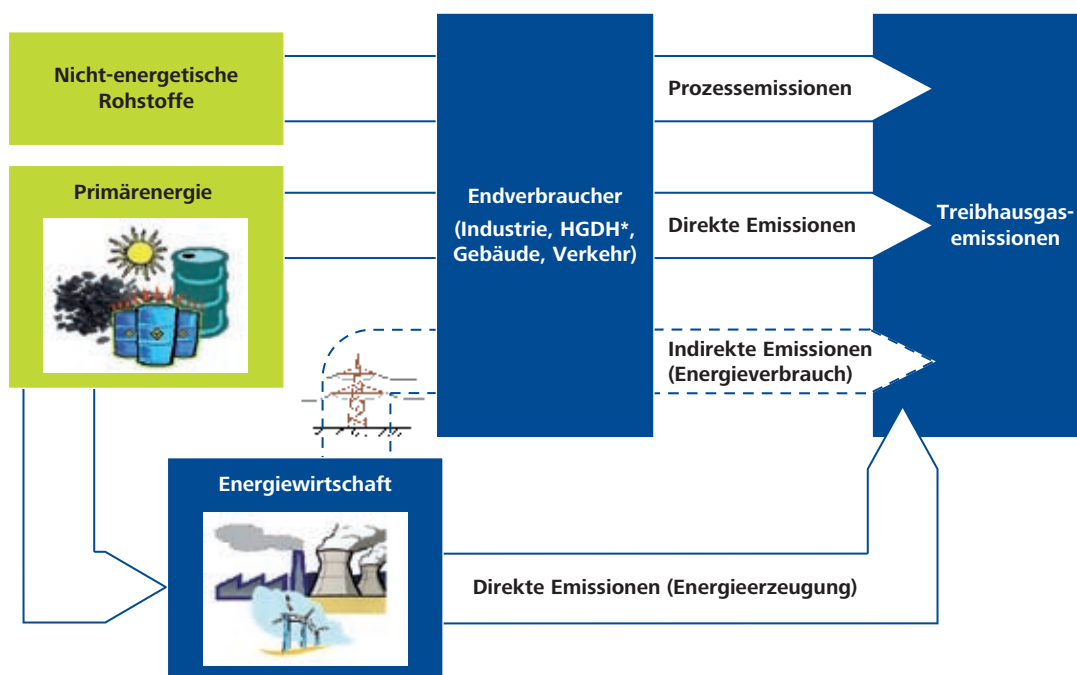 Nicht-energetische
Rohstoffe
Prozessemissionen
Primärenergie
Endverbraucher
(Industrie, HGDH*,
Gebäude, Verkehr)
Direkte Emissionen
Treibhausgas-
emissionen
Indirekte Emissionen
(Energieverbrauch)
Energiewirtschaft
Direkte Emissionen (Energieerzeugung)